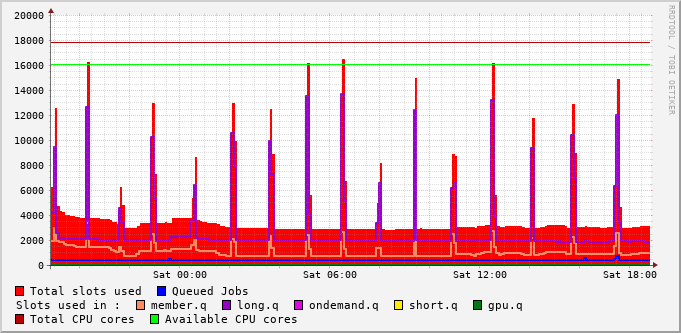 20000
18000
16000
14000
12000
10000
8000
6000
4000
2000
0
Sat 00:00 Sat 06:00 Sat 12:00 Sat 18:00
RRDTOOL / TOBI OETIKER
Total slots used Queued Jobs
Slots used in : member.q long.q ondemand.q short.q gpu.q
Total CPU cores Available CPU cores